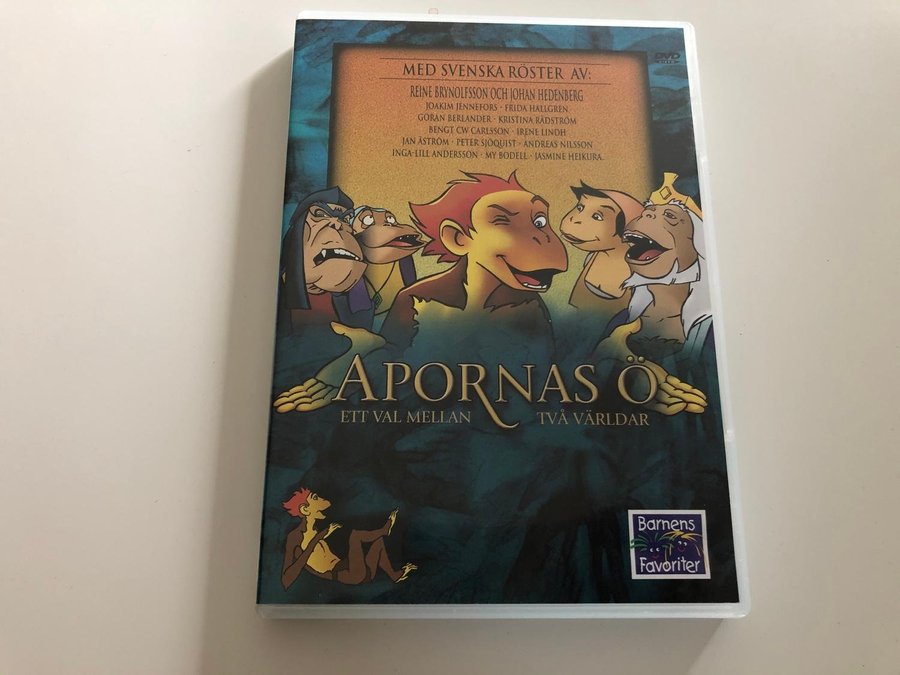 DVD
VIDEO
MED SVENSKA RÖSTER AV:
REINE BRYNOLFSSON OCH JOHAN HEDENBERG
JOAKIM JENNEFORS · FRIDA HALLGREN
GÖRAN BERLANDER · KRISTINA RÅDSTRÖM
BENGT CW CARLSSON · IRENE LINDH
JAN ÅSTRÖM · PETER SJÖQUIST · ANDREAS NILSSON
INGA-LILL ANDERSSON · MY BODELL · JASMINE HEIKURA
APORNAS Ö
ETT VAL MELLAN TVÅ VÄRLDAR
Barnens
Favoriter